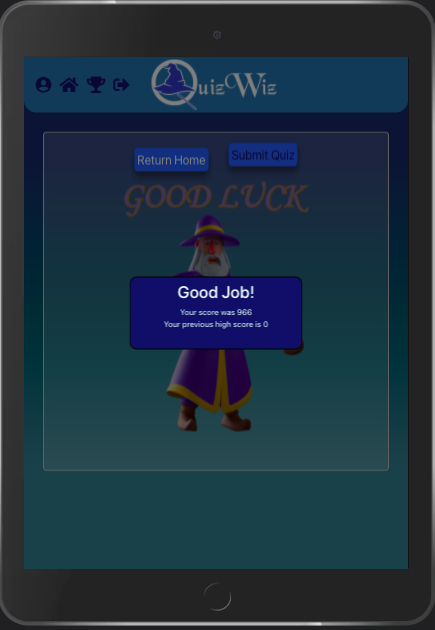 QuizWiz
Return Home
Submit Quiz
GOOD LUCK
Good Job!
Your score was 966
Your previous high score is 0